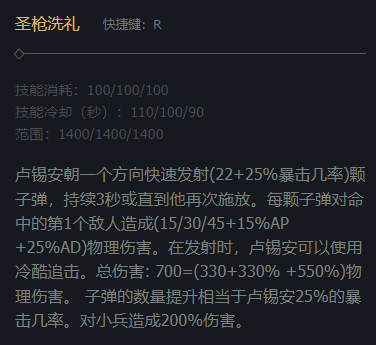 圣枪洗礼 快捷键：R
技能消耗：100/100/100
技能冷却（秒）：110/100/90
范围：1400/1400/1400
卢锡安朝一个方向快速发射(22+25%暴击几率)颗
子弹，持续3秒或直到他再次施放。每颗子弹对命
中的第1个敌人造成(15/30/45+15%AP
+25%AD)物理伤害。在发射时，卢锡安可以使用
冷酷追击。总伤害: 700=(330+330% +550%)物
理伤害。 子弹的数量提升相当于卢锡安25%的暴
击几率。对小兵造成200%伤害。